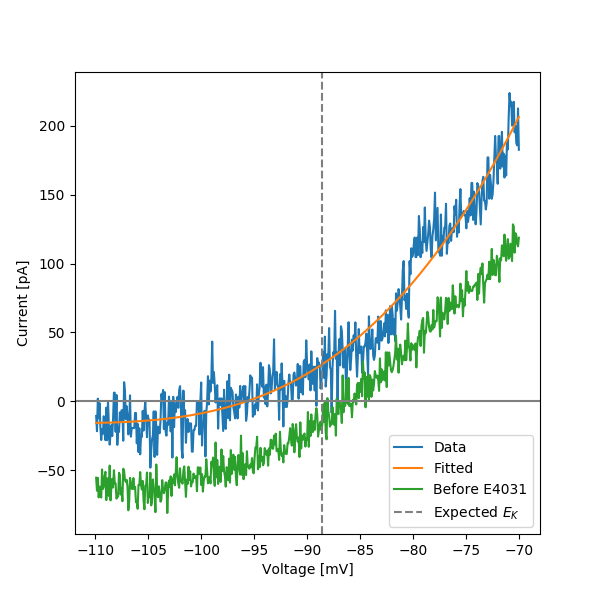 200
150
100
50
0
−50
Current [pA]
−110
−105
−100
−95
−90
−85
−80
−75
−70
Voltage [mV]
Data
Fitted
Before E4031
Expected E_K